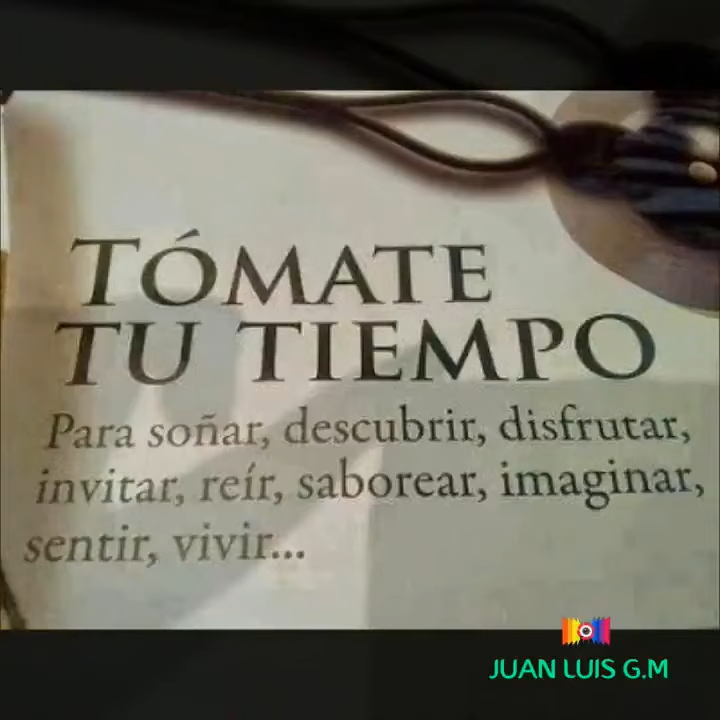 TÓMATE
TU TIEMPO
Para soñar, descubrir, disfrutar,
invitar, reír, saborear, imaginar,
sentir, vivir...
JUAN LUIS G.M